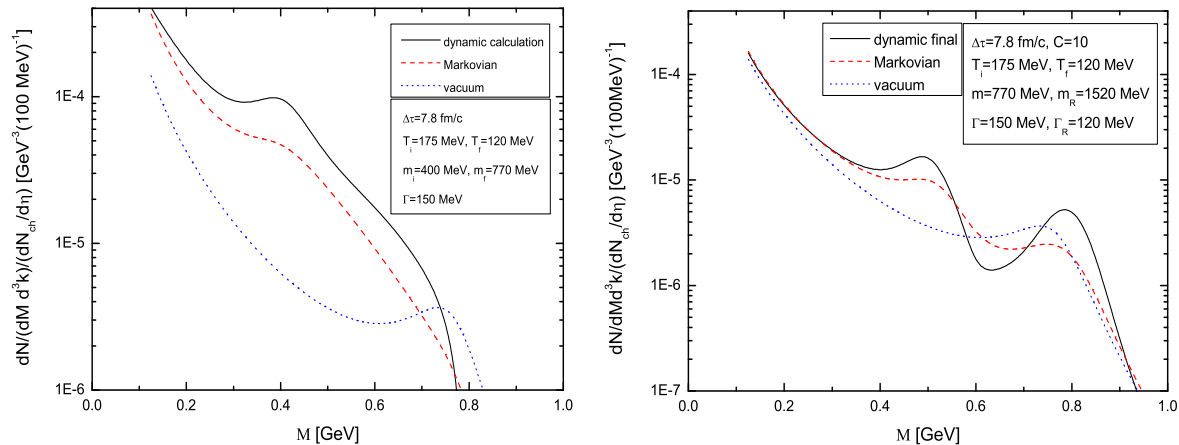 dN/(dM d³k)/(dN_ch/dη) [GeV⁻³(100 MeV)⁻¹]
1E-4
1E-5
1E-6
dynamic calculation
Markovian
vacuum
Δτ=7.8 fm/c
T_i=175 MeV, T_f=120 MeV
m_i=400 MeV, m_f=770 MeV
Γ=150 MeV
0.0 0.2 0.4 0.6 0.8 1.0
M [GeV]
dN/dMd³k/(dN_ch/dη) [GeV⁻³(100MeV)⁻¹]
1E-4
1E-5
1E-6
1E-7
dynamic final
Markovian
vacuum
Δτ=7.8 fm/c, C=10
T_i=175 MeV, T_f=120 MeV
m=770 MeV, m_R=1520 MeV
Γ=150 MeV, Γ_R=120 MeV
0.0 0.2 0.4 0.6 0.8 1.0
M [GeV]